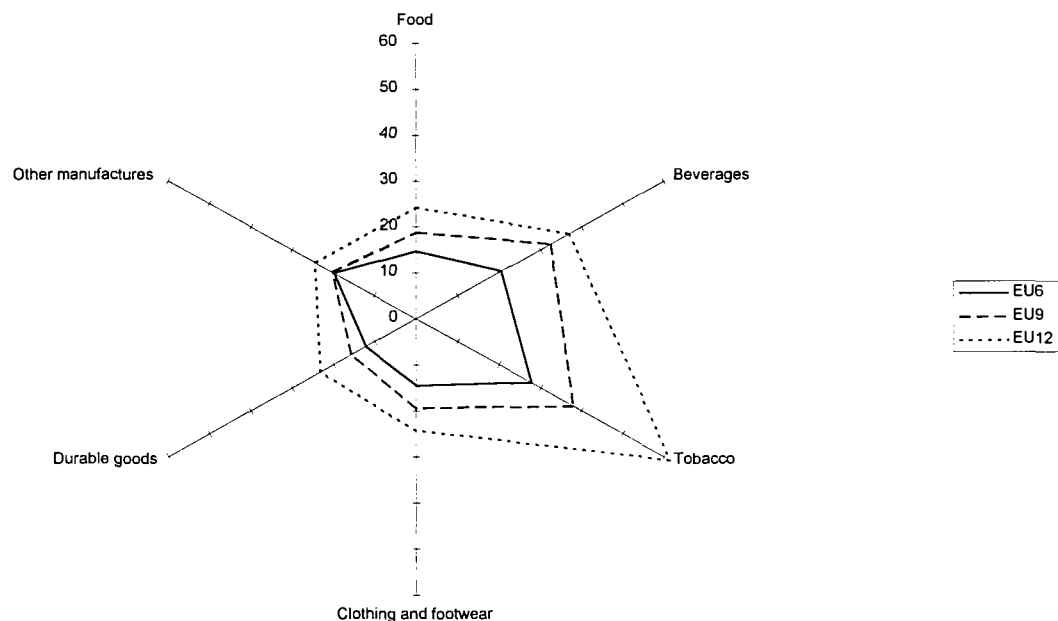 Food
60
50
40
Other manufactures
30
Beverages
20
10
EU6
0
EU9
EU12
Durable goods
Tobacco
Clothing and footwear